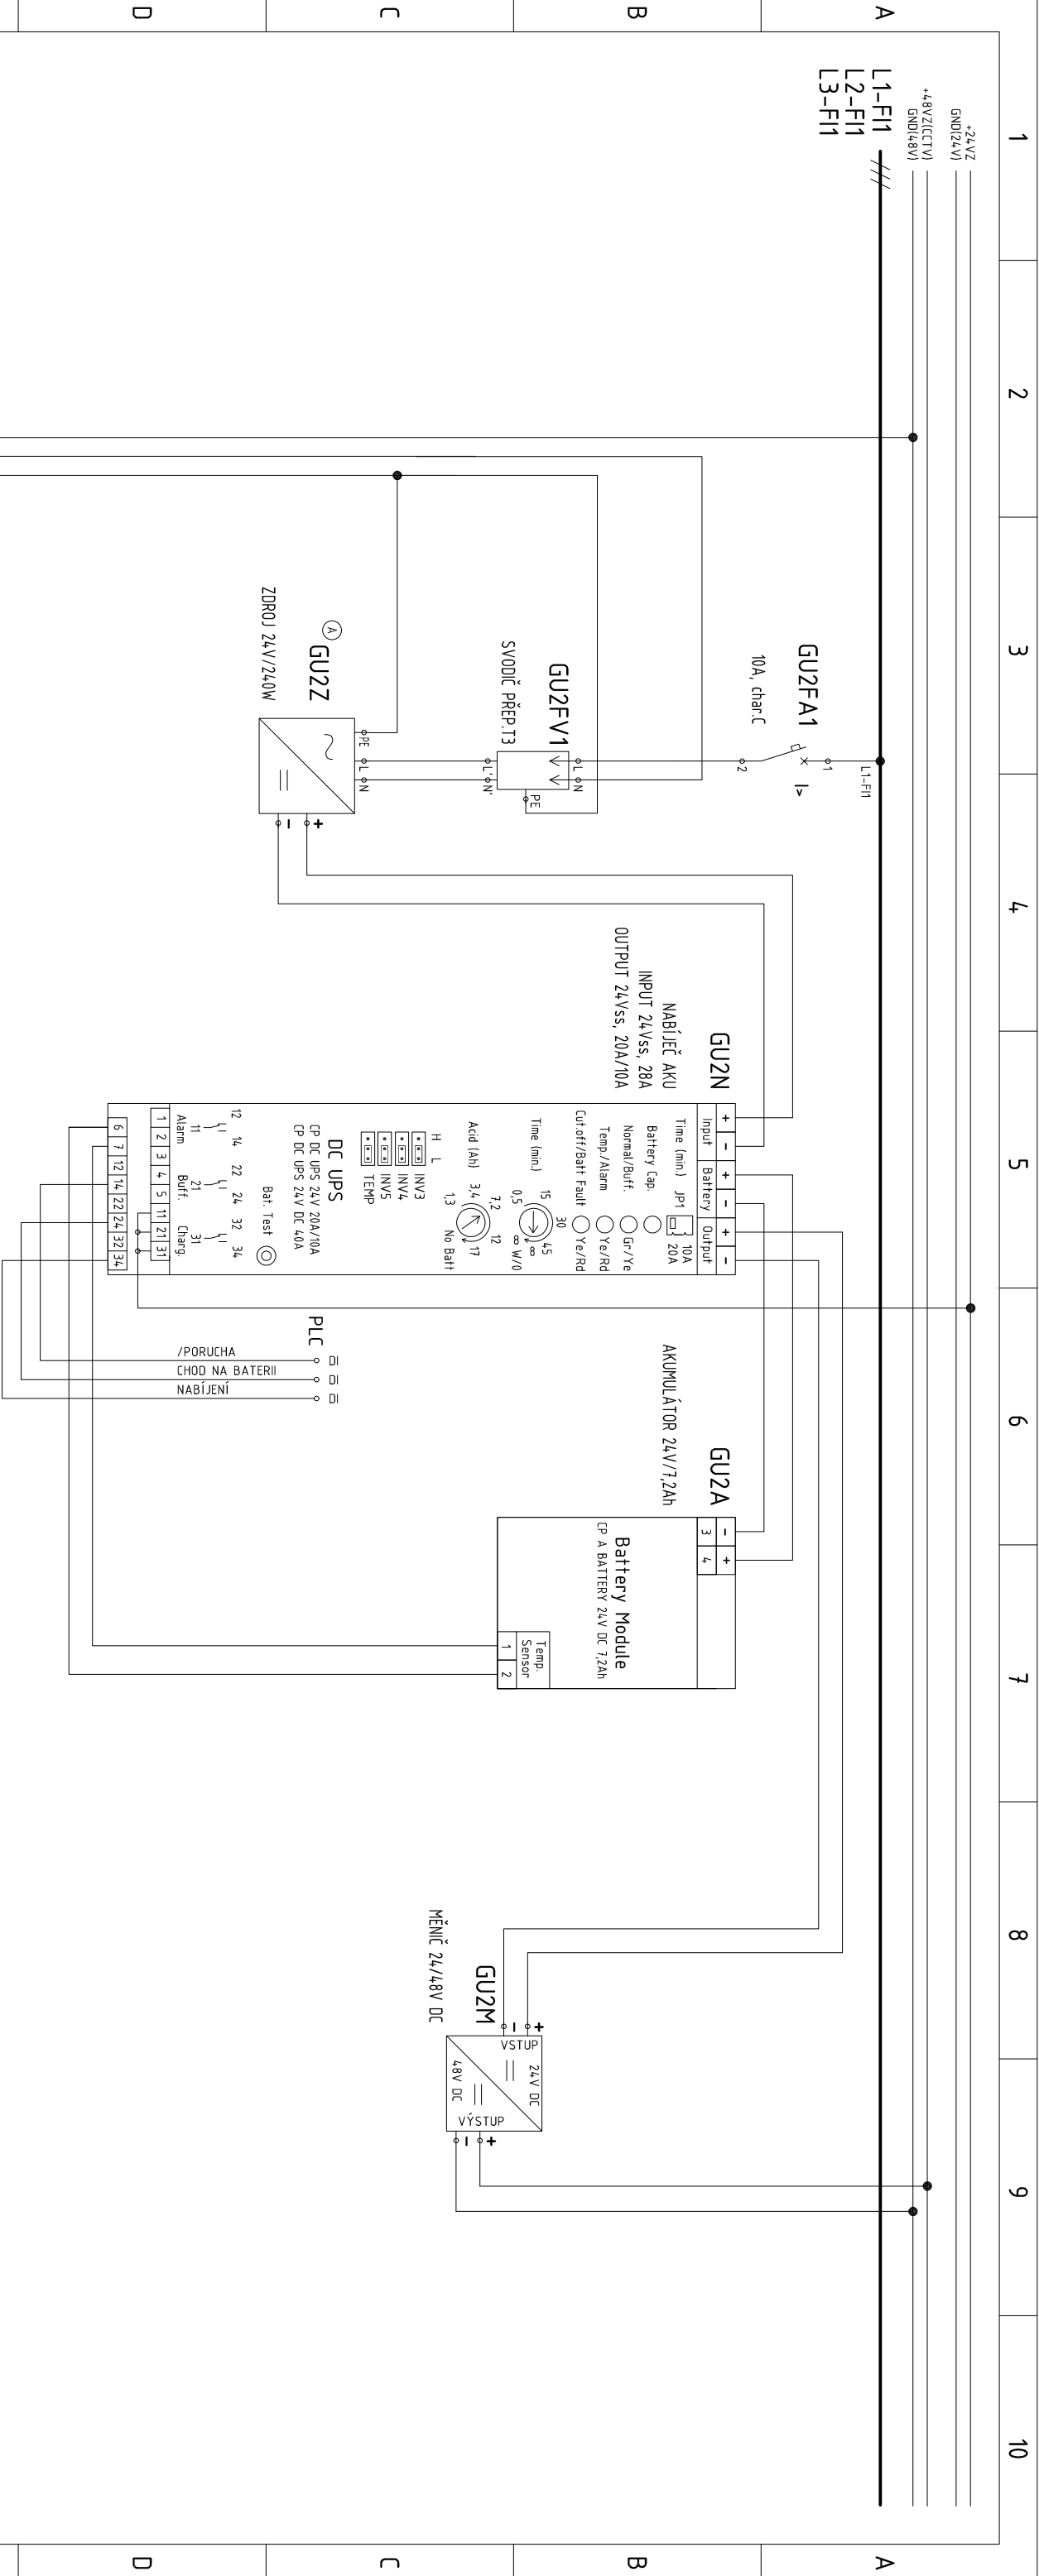 1 2 3 4 5 6 7 8 9 10
A
B
C
D
A
B
C
D
+24VZ
GND(24V)
+48VZ(CCTV)
GND(48V)
L1-FI1
L2-FI1
L3-FI1
L1-FI1
GU2FA1
10A, char.C
1
2
I>
GU2FV1
SVODIČ PŘEP.T3
L N
PE
L' N'
GU2Z
A
ZDROJ 24V/240W
PE L N
+
-
GU2N
NABÍJEČ AKU
INPUT 24Vss, 28A
OUTPUT 24Vss, 20A/10A
+ - + - + -
Input Battery Output
Time (min.) JP1 10A
20A
Battery Cap.
Normal/Buff. Gr/Ye
Temp./Alarm Ye/Rd
Cut.off/Batt Fault Ye/Rd
Time (min.)
30
15 45
0,5 ∞
∞ W/O
Acid (Ah)
7,2 12
3,4 17
1,3 No Batt
H L
INV3
INV4
INV5
TEMP
DC UPS
CP DC UPS 24V 20A/10A
CP DC UPS 24V DC 40A
Bat. Test
12 14 22 24 32 34
11 21 31
Alarm Buff. Charg.
1 2 3 4 5 11 21 31
6 7 12 14 22 24 32 34
PLC
DI DI DI
/PORUCHA
CHOD NA BATERII
NABÍJENÍ
GU2A
AKUMULÁTOR 24V/7,2Ah
- +
3 4
Battery Module
CP A BATTERY 24V DC 7,2Ah
Temp.
Sensor
1 2
GU2M
MĚNIČ 24/48V DC
+
-
VSTUP
24V DC
48V DC
VÝSTUP
+
-